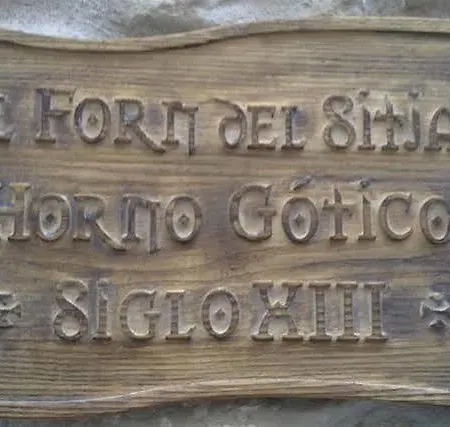 L FORN DEL SITJA
HORNO GÓTICO
SIGLO XIII